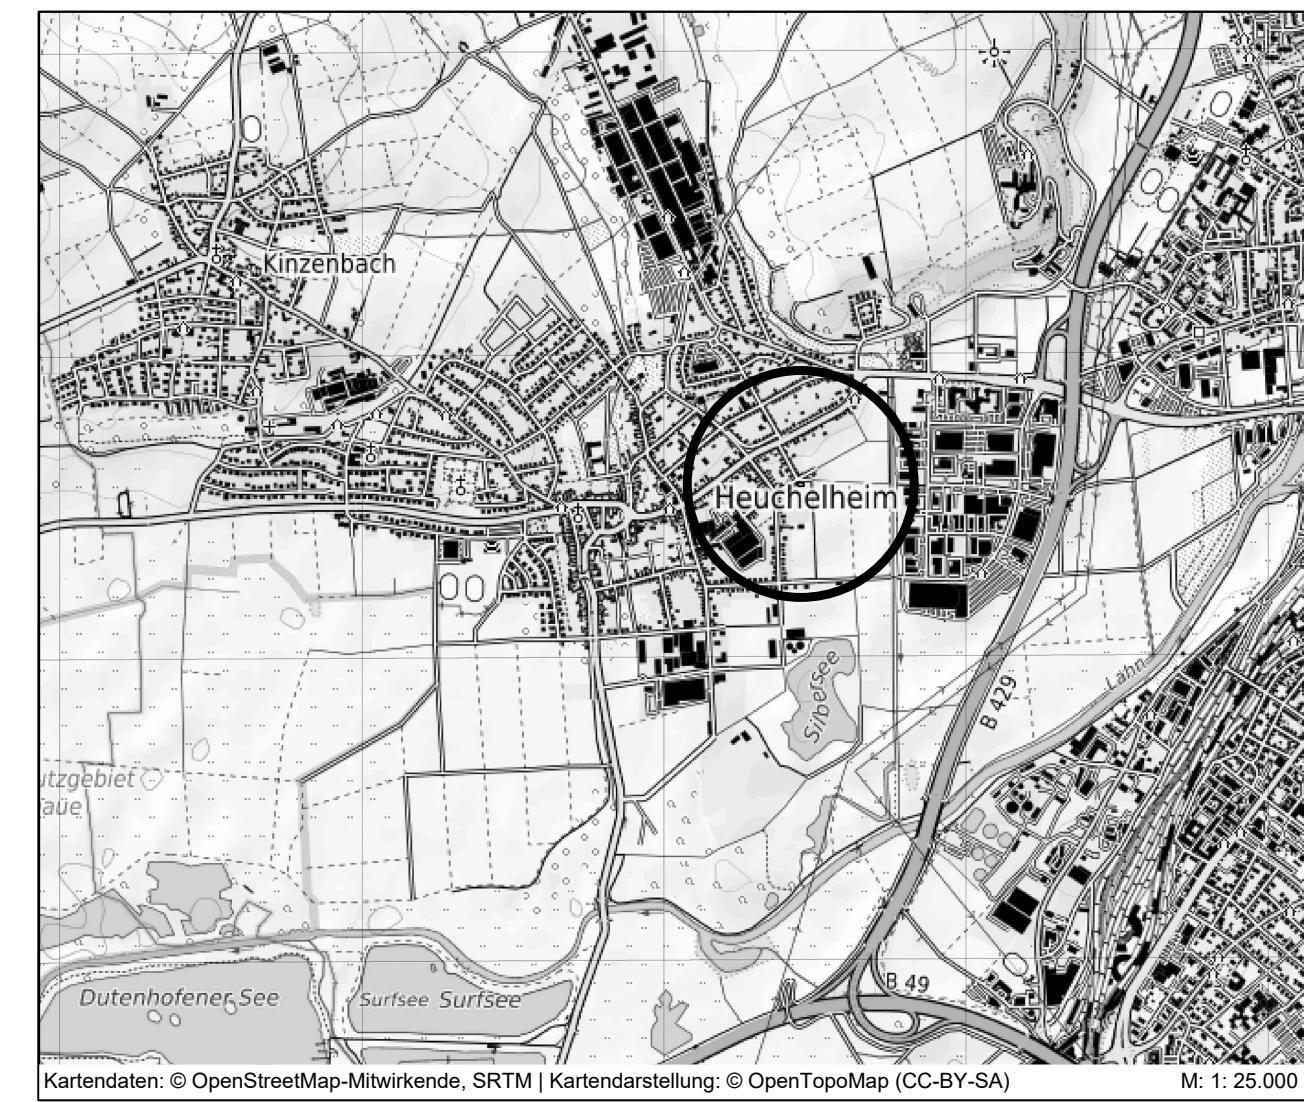 200
Kinzenbach
Heuchelheim
Silbersee
B 429
Lahn
utzgebiet
aue
B 49
Dutenhofener See
Surfsee Surfsee
Kartendaten: © OpenStreetMap-Mitwirkende, SRTM | Kartendarstellung: © OpenTopoMap (CC-BY-SA) M: 1: 25.000